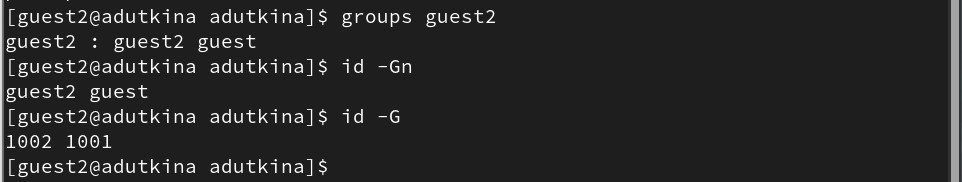 [guest2@adutkina adutkina]$ groups guest2
guest2 : guest2 guest
[guest2@adutkina adutkina]$ id -Gn
guest2 guest
[guest2@adutkina adutkina]$ id -G
1002 1001
[guest2@adutkina adutkina]$